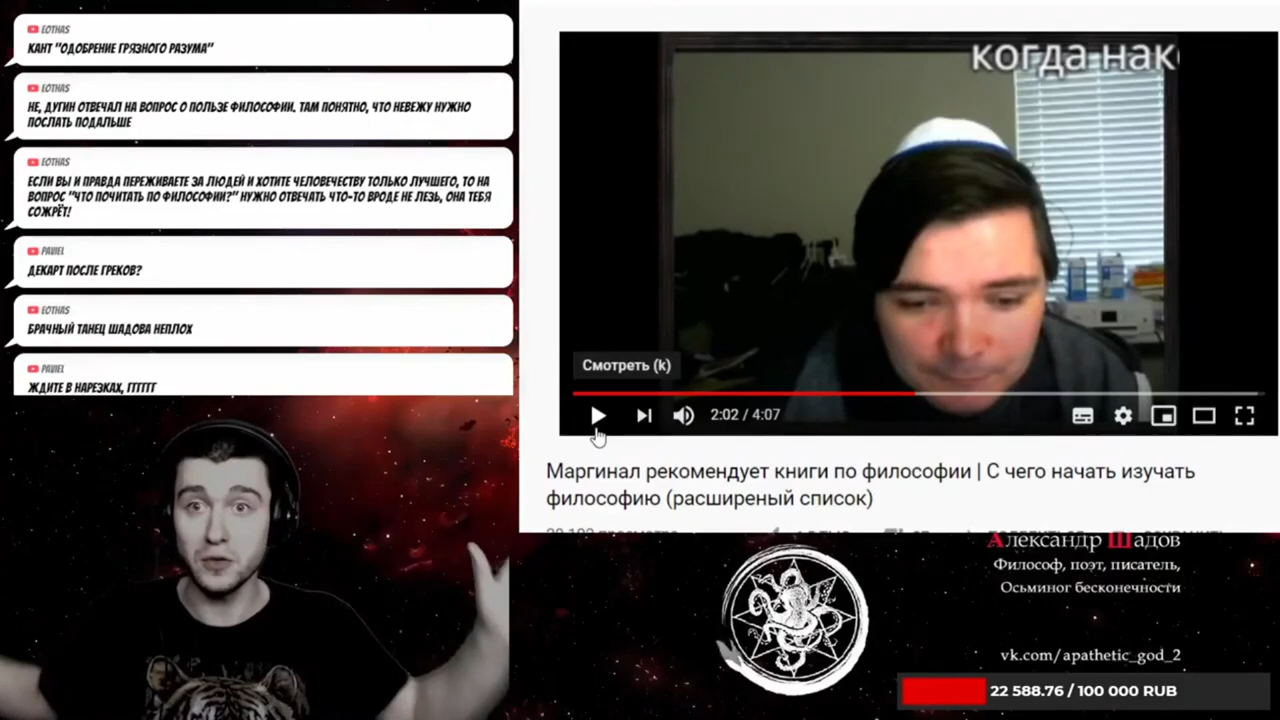 EOTHAS
КАНТ "ОДОБРЕНИЕ ГРЯЗНОГО РАЗУМА"
EOTHAS
НЕ, ДУГИН ОТВЕЧАЛ НА ВОПРОС О ПОЛЬЗЕ ФИЛОСОФИИ. ТАМ ПОНЯТНО, ЧТО НЕВЕЖУ НУЖНО
ПОСЛАТЬ ПОДАЛЬШЕ
EOTHAS
ЕСЛИ ВЫ И ПРАВДА ПЕРЕЖИВАЕТЕ ЗА ЛЮДЕЙ И ХОТИТЕ ЧЕЛОВЕЧЕСТВУ ТОЛЬКО ЛУЧШЕГО, ТО НА
ВОПРОС "ЧТО ПОЧИТАТЬ ПО ФИЛОСОФИИ?" НУЖНО ОТВЕЧАТЬ ЧТО-ТО ВРОДЕ НЕ ЛЕЗЬ, ОНА ТЕБЯ
СОЖРЁТ!
PAVIEL
ДЕКАРТ ПОСЛЕ ГРЕКОВ?
EOTHAS
БРАЧНЫЙ ТАНЕЦ ШАДОВА НЕПЛОХ
PAVIEL
ЖДИТЕ В НАРЕЗКАХ, ГГГГГГ
когда нак
Смотреть (k)
2:02 / 4:07
Маргинал рекомендует книги по философии | С чего начать изучать
философию (расширеный список)
Александр Шадов
Философ, поэт, писатель,
Осьминог бесконечности
vk.com/apathetic_god_2
22 588.76 / 100 000 RUB